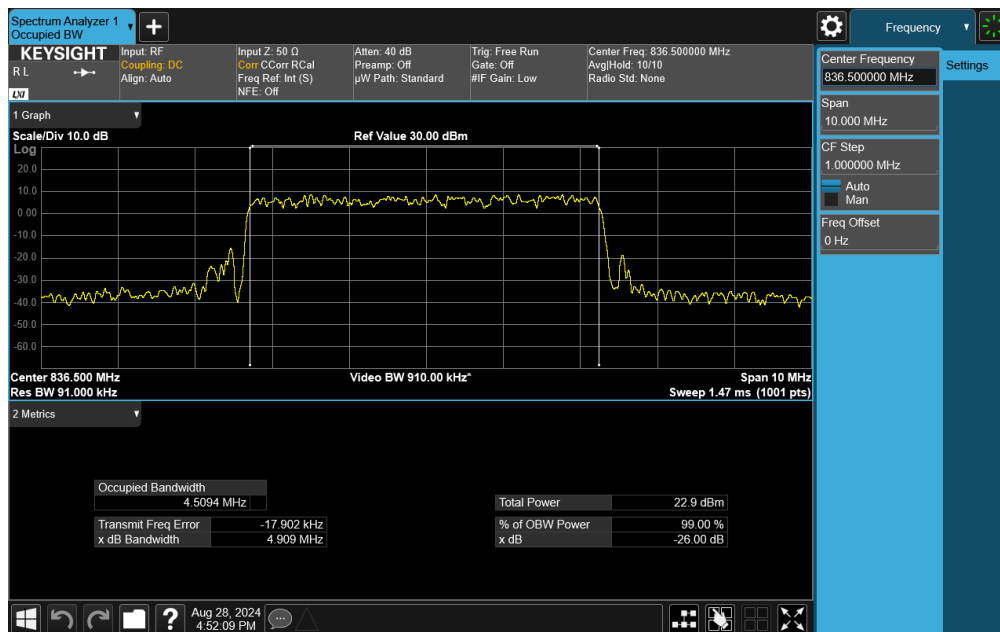 Spectrum Analyzer 1
Occupied BW
Frequency
KEYSIGHT
R L
LXI
Input: RF
Coupling: DC
Align: Auto
Input Z: 50 Ω
Corr CCorr RCal
Freq Ref: Int (S)
NFE: Off
Atten: 40 dB
Preamp: Off
µW Path: Standard
Trig: Free Run
Gate: Off
#IF Gain: Low
Center Freq: 836.500000 MHz
Avg|Hold: 10/10
Radio Std: None
Center Frequency
836.500000 MHz
Settings
Span
10.000 MHz
CF Step
1.000000 MHz
Auto
Man
Freq Offset
0 Hz
1 Graph
Scale/Div 10.0 dB
Ref Value 30.00 dBm
Log
20.0
10.0
0.00
-10.0
-20.0
-30.0
-40.0
-50.0
-60.0
Center 836.500 MHz
Video BW 910.00 kHz*
Span 10 MHz
Res BW 91.000 kHz
Sweep 1.47 ms (1001 pts)
2 Metrics
Occupied Bandwidth
4.5094 MHz
Total Power 22.9 dBm
Transmit Freq Error -17.902 kHz
% of OBW Power 99.00 %
x dB Bandwidth 4.909 MHz
x dB -26.00 dB
?
Aug 28, 2024
4:52:09 PM